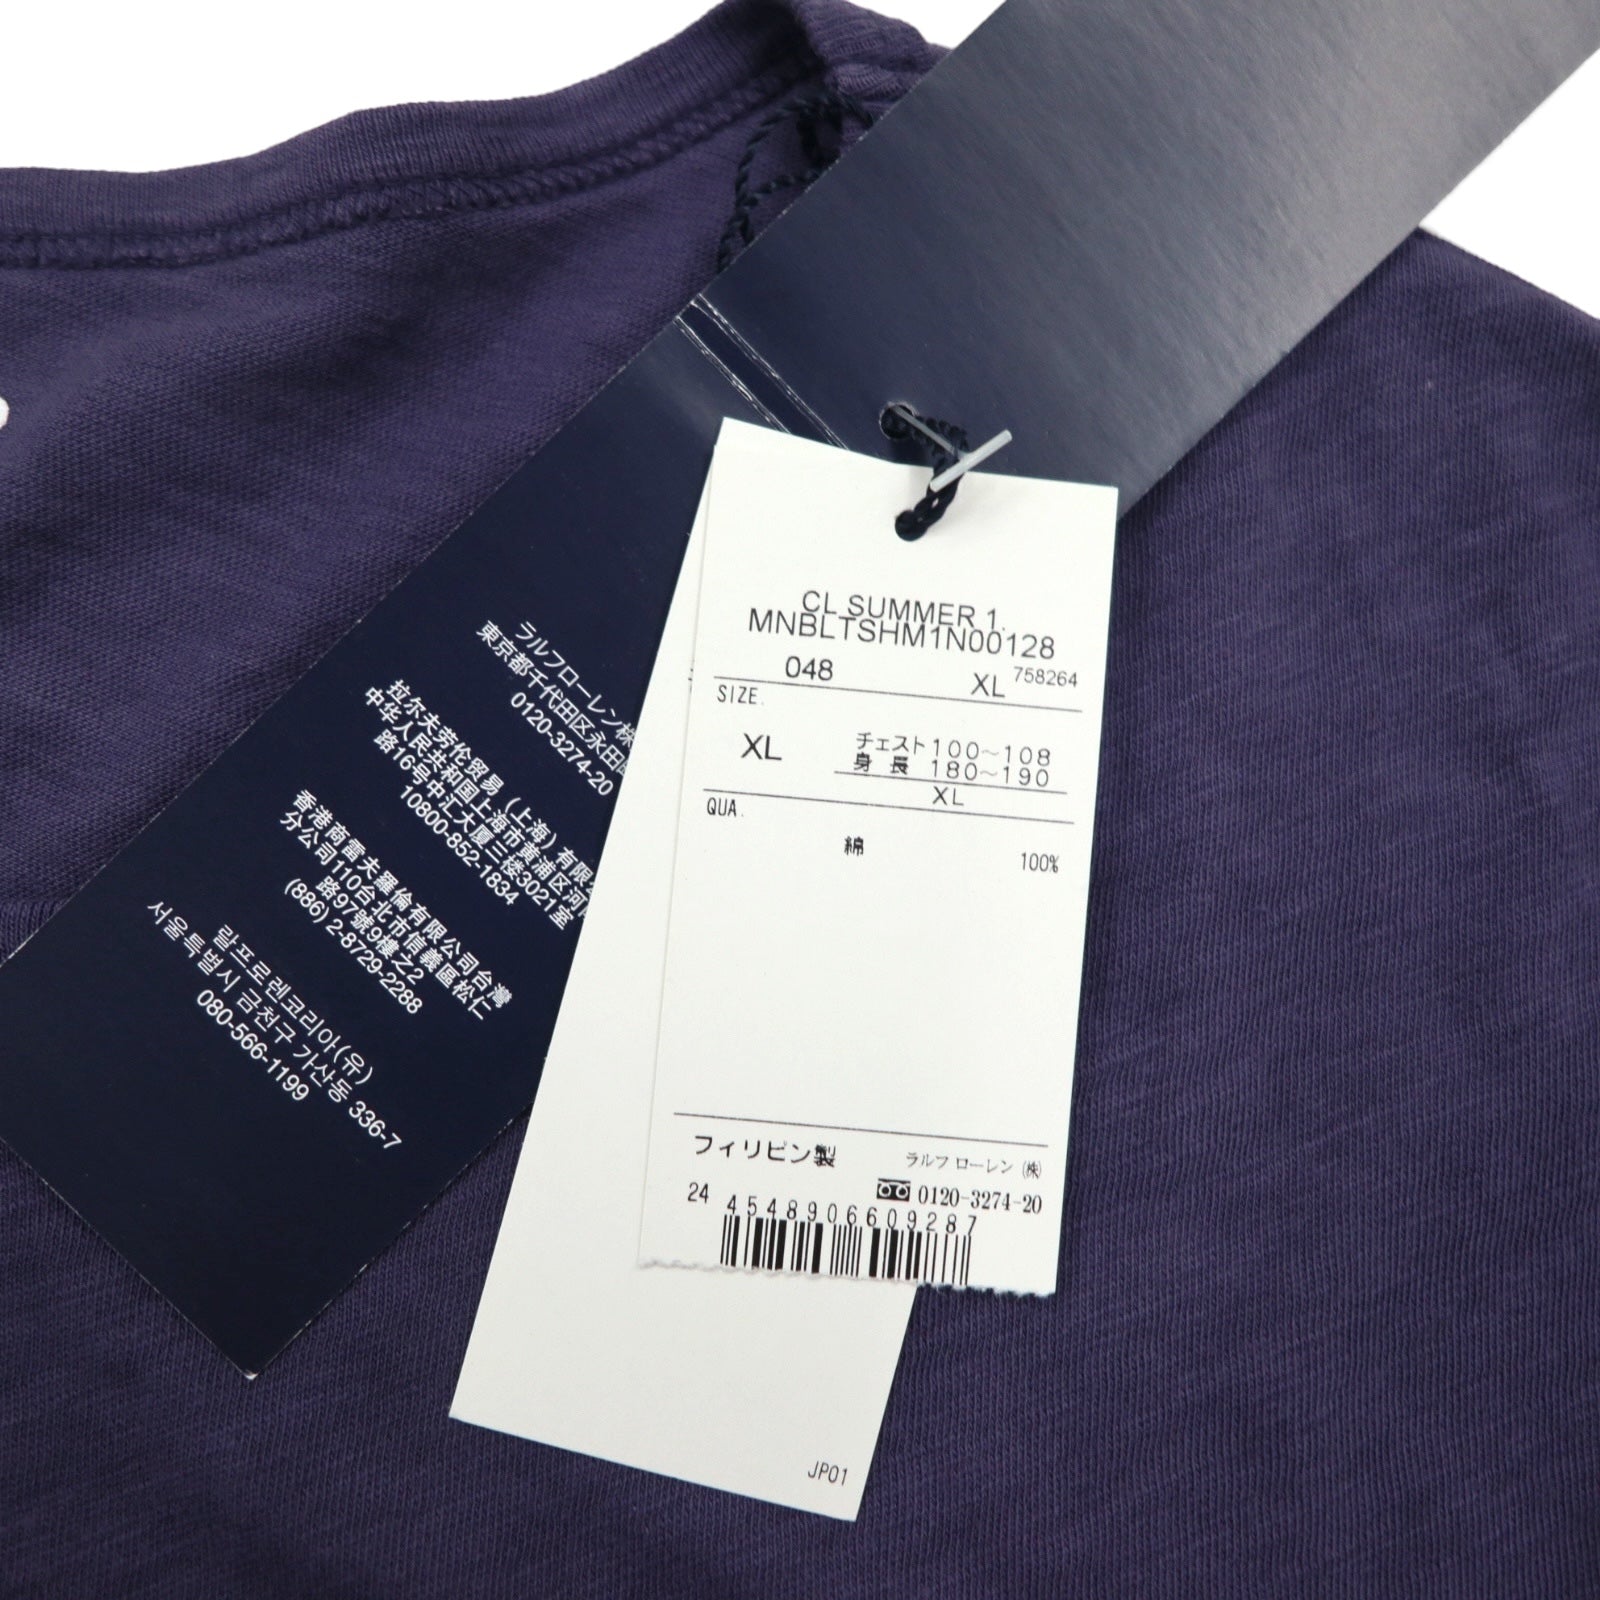 CL SUMMER 1.
MNBLTSHM1N00128
048 XL 758264
SIZE.
XL チェスト 100~108
身長 180~190
XL
QUA.
綿 100%
フィリピン製 ラルフ ローレン (株)
0120-3274-20
24 4548906609287
JP01
ラルフローレン株
東京都千代田区永田
0120-3274-20
拉尔夫劳伦贸易 (上海) 有限
中华人民共和国上海市黄浦区河
路16号中汇大厦三楼3021室
10800-852-1834
香港商雷夫羅倫有限公司台灣
分公司110台北市信義區松仁
路97號9樓之2
(886) 2-8729-2288
랄프로렌코리아(유)
서울특별시 금천구 가산동 336-7
080-566-1199